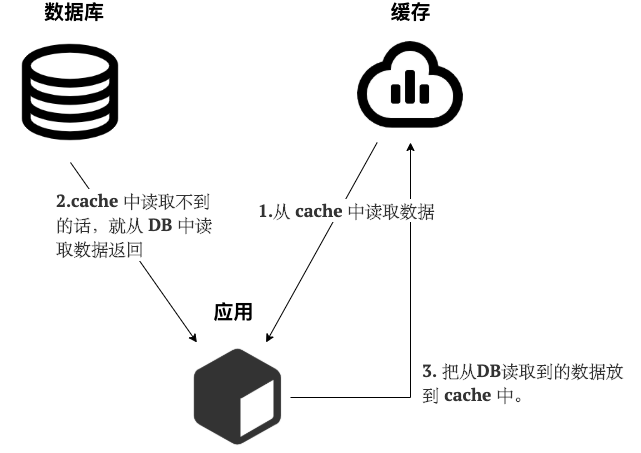 数据库
缓存
2.cache 中读取不到
的话，就从 DB 中读
取数据返回
1.从 cache 中读取数据
应用
3. 把从DB读取到的数据放
到 cache 中。